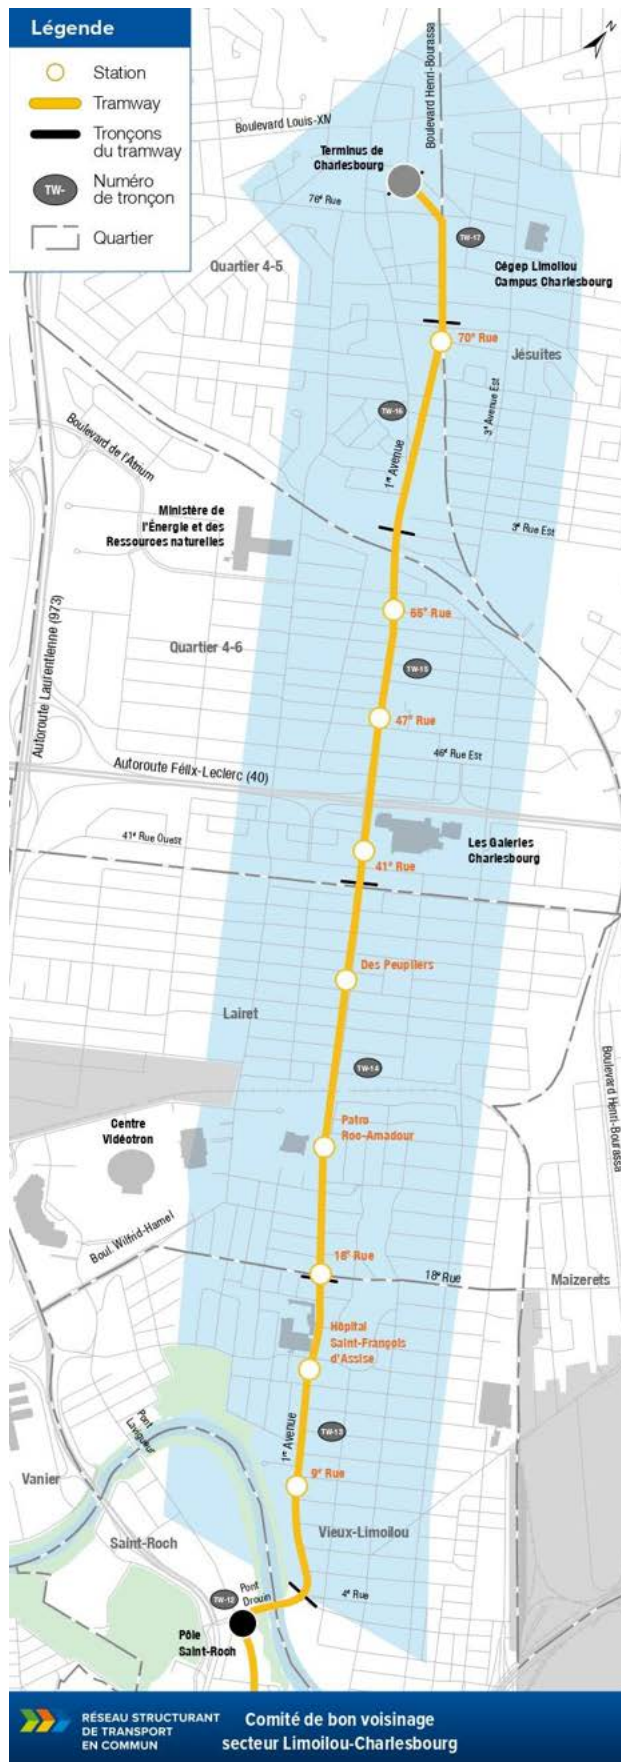 Légende
Station
Tramway
Tronçons
du tramway
TW-
Numéro
de tronçon
Quartier
Boulevard Henri-Bourassa
N
Boulevard Louis-XIV
Terminus de
Charlesbourg
76e Rue
TW-17
Cégep Limoilou
Campus Charlesbourg
Quartier 4-5
70e Rue
Jésuites
3e Avenue Est
TW-16
1re Avenue
Boulevard de l'Atrium
Ministère de
l'Énergie et des
Ressources naturelles
3e Rue Est
55e Rue
Quartier 4-6
TW-15
Autoroute Laurentienne (973)
47e Rue
46e Rue Est
Autoroute Félix-Leclerc (40)
41e Rue Ouest
Les Galeries
Charlesbourg
41e Rue
Des Peupliers
Lairet
TW-14
Boulevard Henri-Bourassa
Centre
Vidéotron
Patro
Roc-Amadour
Boul. Wilfrid-Hamel
18e Rue
18e Rue
Maizerets
Hôpital
Saint-François
d'Assise
Pont
Lavigueur
1re Avenue
TW-13
Vanier
9e Rue
Saint-Roch
Vieux-Limoilou
TW-12
Pont
Drouin
4e Rue
Pôle
Saint-Roch
RÉSEAU STRUCTURANT
DE TRANSPORT
EN COMMUN
Comité de bon voisinage
secteur Limoilou-Charlesbourg